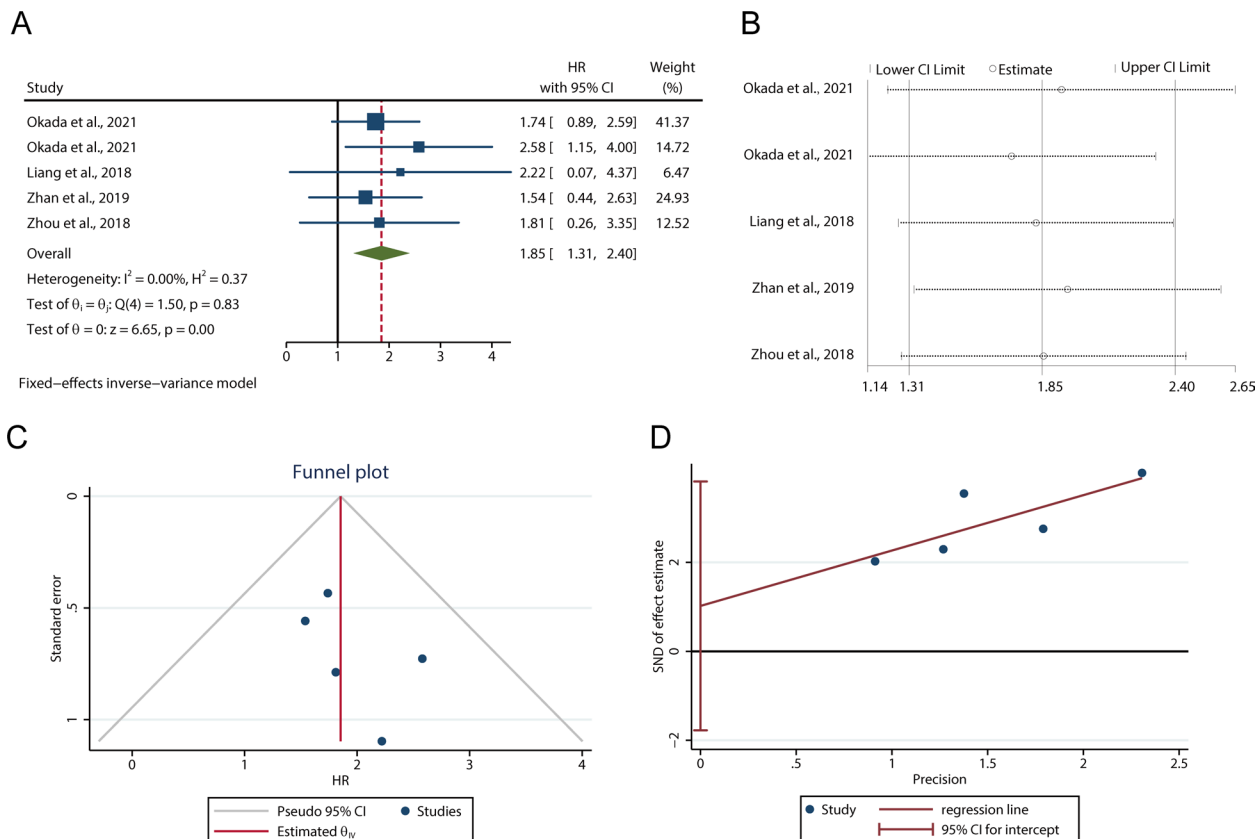 A
HR Weight
Study with 95% CI (%)
Okada et al., 2021 1.74 [ 0.89, 2.59] 41.37
Okada et al., 2021 2.58 [ 1.15, 4.00] 14.72
Liang et al., 2018 2.22 [ 0.07, 4.37] 6.47
Zhan et al., 2019 1.54 [ 0.44, 2.63] 24.93
Zhou et al., 2018 1.81 [ 0.26, 3.35] 12.52
Overall 1.85 [ 1.31, 2.40]
Heterogeneity: I² = 0.00%, H² = 0.37
Test of θi = θj: Q(4) = 1.50, p = 0.83
Test of θ = 0: z = 6.65, p = 0.00
0 1 2 3 4
Fixed−effects inverse−variance model
B
Lower CI Limit Estimate Upper CI Limit
Okada et al., 2021
Okada et al., 2021
Liang et al., 2018
Zhan et al., 2019
Zhou et al., 2018
1.14 1.31 1.85 2.40 2.65
C
Funnel plot
Standard error
0
.5
1
0 1 2 3 4
HR
Pseudo 95% CI Studies
Estimated θIV
D
SND of effect estimate
2
0
−2
0 .5 1 1.5 2 2.5
Precision
Study regression line
95% CI for intercept